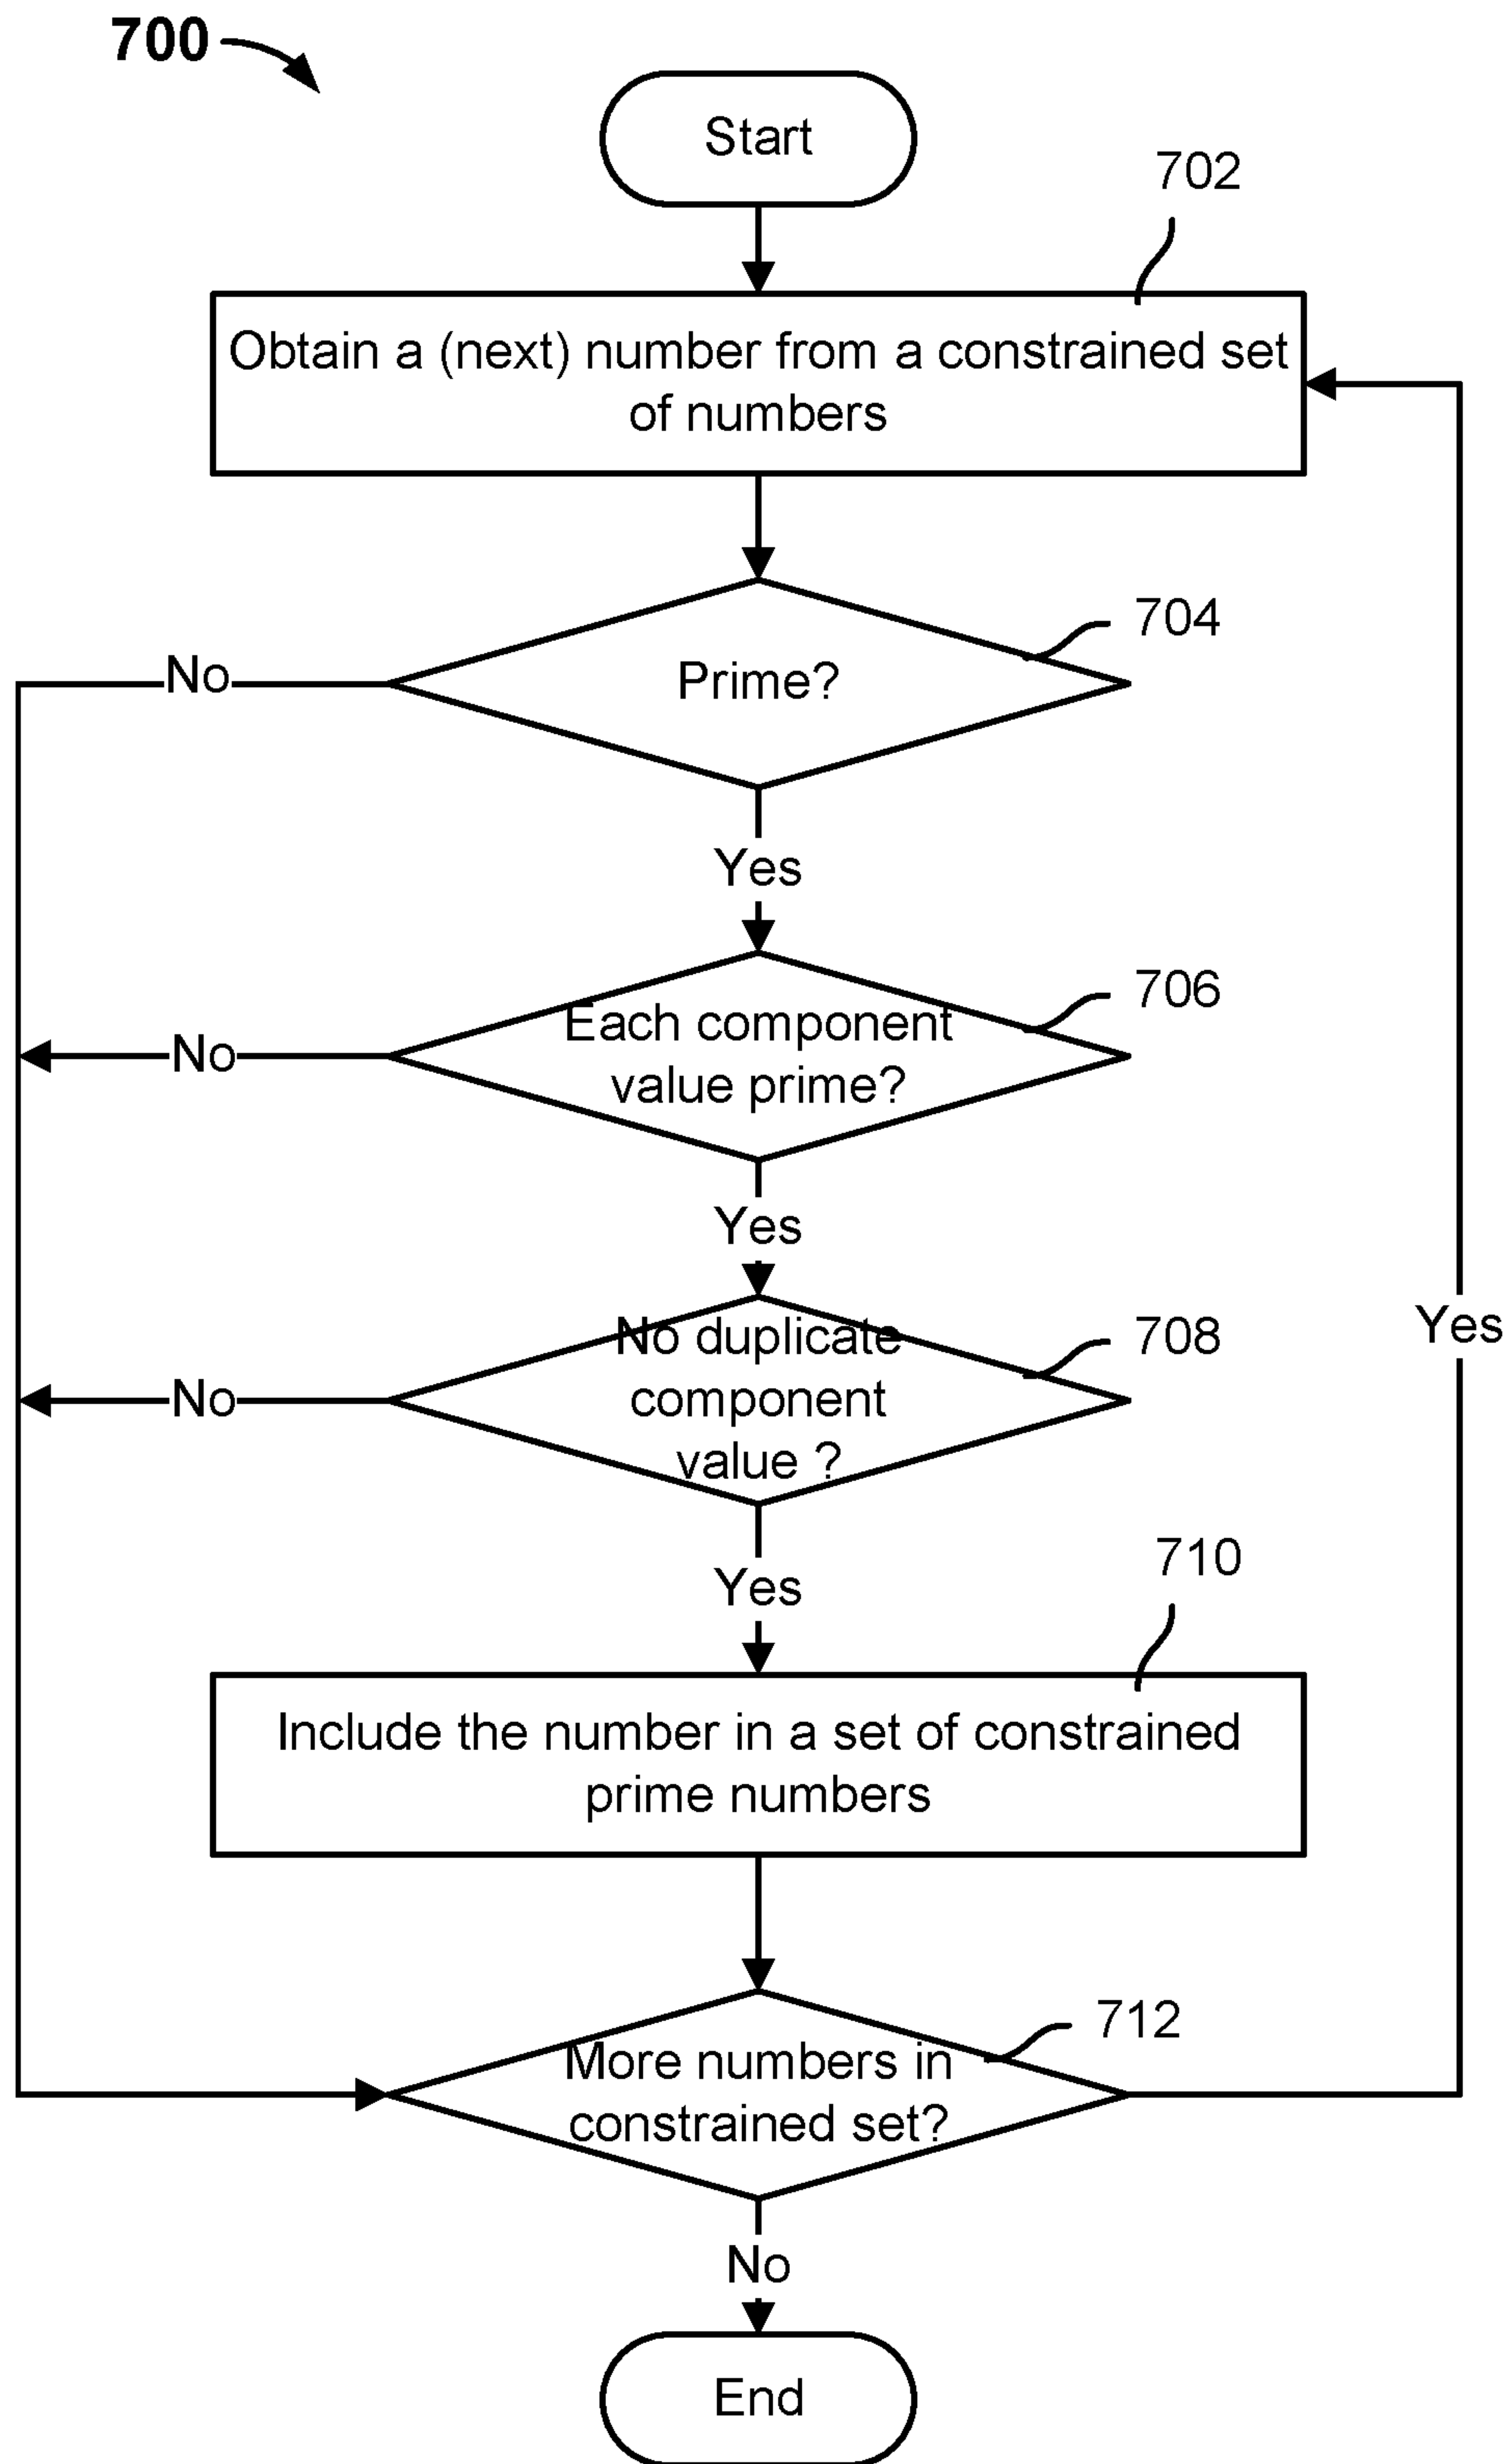 700
Start
702
Obtain a (next) number from a constrained set
of numbers
704
Prime?
No
Yes
706
Each component
value prime?
No
Yes
708
No duplicate
component
value ?
No
Yes
Yes
710
Include the number in a set of constrained
prime numbers
712
More numbers in
constrained set?
No
End